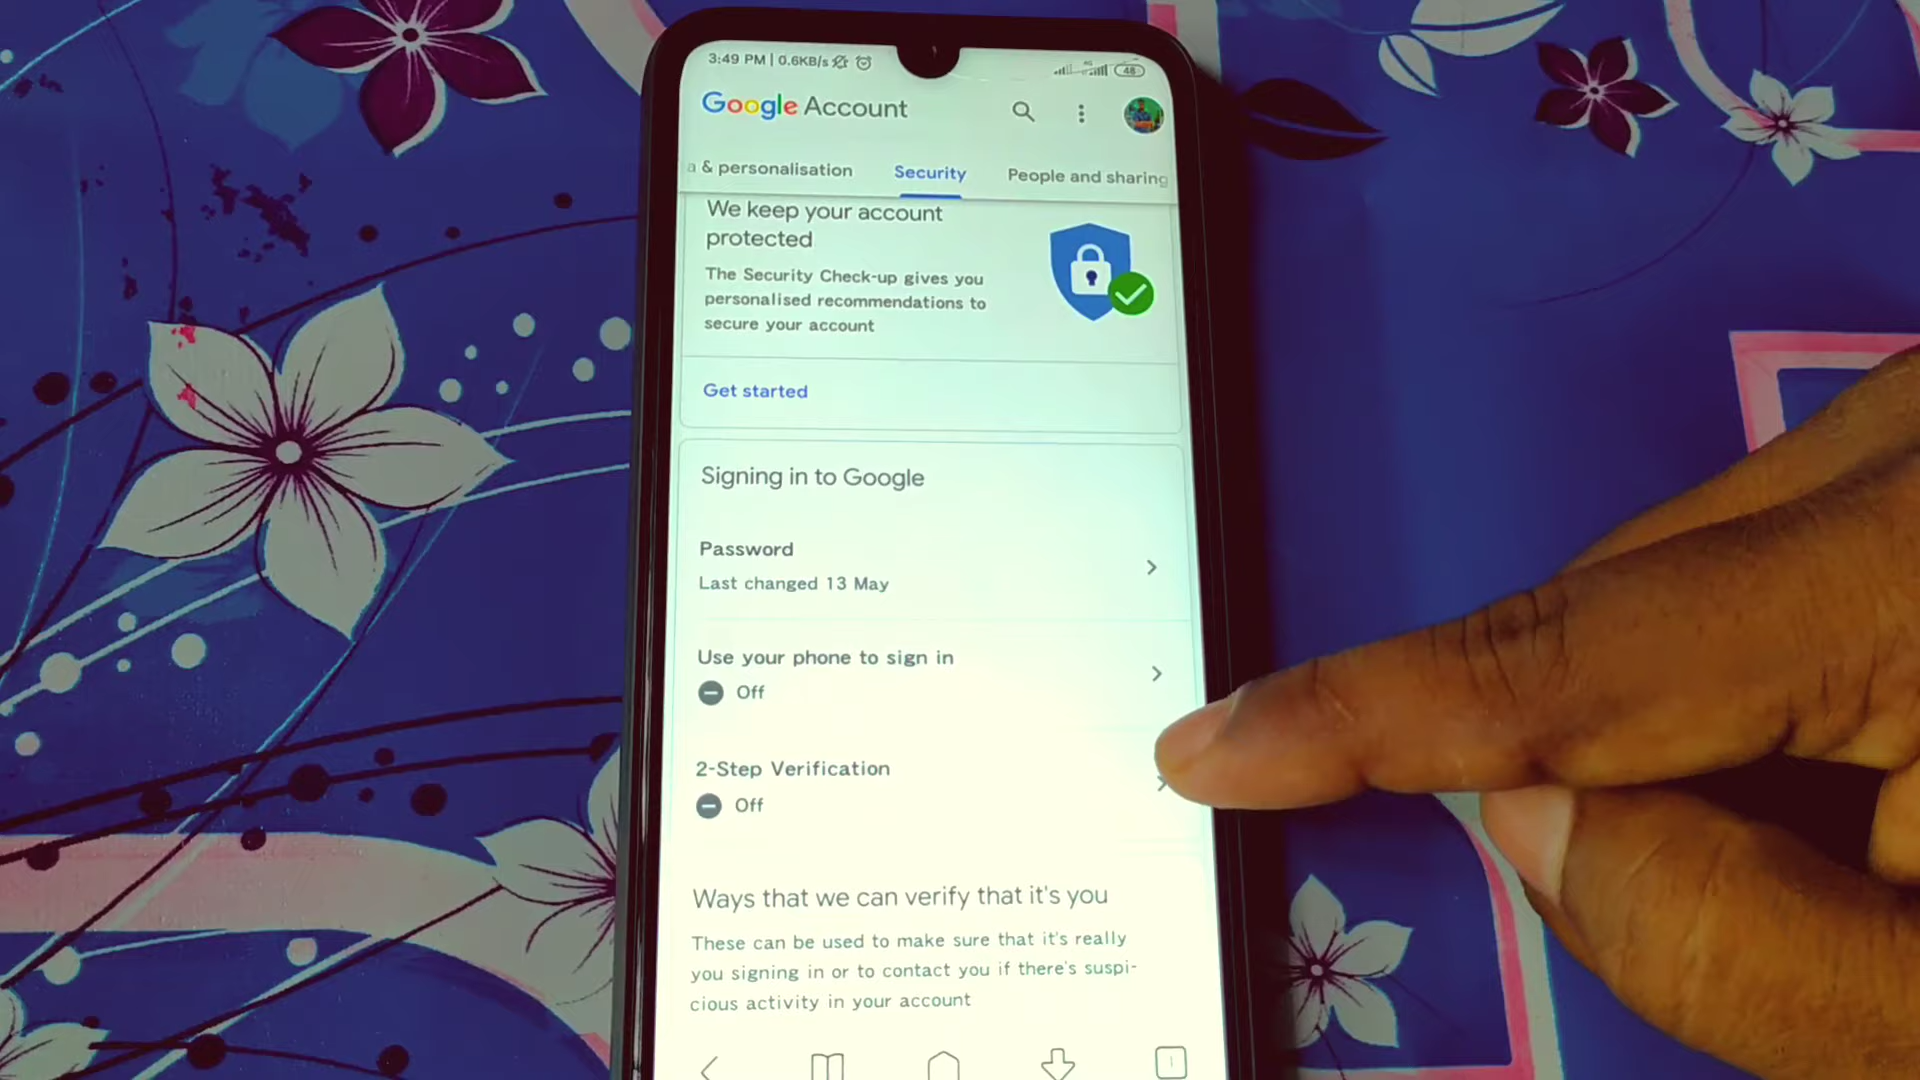 3:49 PM | 0.6KB/s
4G
48
Google Account
a & personalisation Security People and sharing
We keep your account
protected
The Security Check-up gives you
personalised recommendations to
secure your account
Get started
Signing in to Google
Password
Last changed 13 May
Use your phone to sign in
Off
2-Step Verification
Off
Ways that we can verify that it's you
These can be used to make sure that it's really
you signing in or to contact you if there's suspi-
cious activity in your account
1